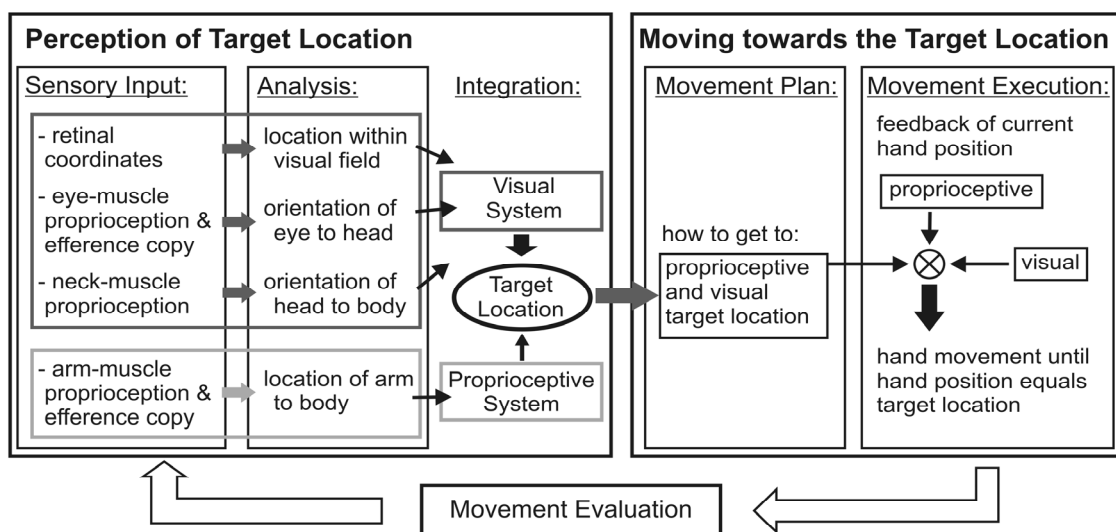 Perception of Target Location
Sensory Input:
- retinal
coordinates
- eye-muscle
proprioception &
efference copy
- neck-muscle
proprioception
- arm-muscle
proprioception &
efference copy
Analysis:
location within
visual field
orientation of
eye to head
orientation of
head to body
location of arm
to body
Integration:
Visual
System
Target
Location
Proprioceptive
System
Moving towards the Target Location
Movement Plan:
how to get to:
proprioceptive
and visual
target location
Movement Execution:
feedback of current
hand position
proprioceptive
visual
hand movement until
hand position equals
target location
Movement Evaluation